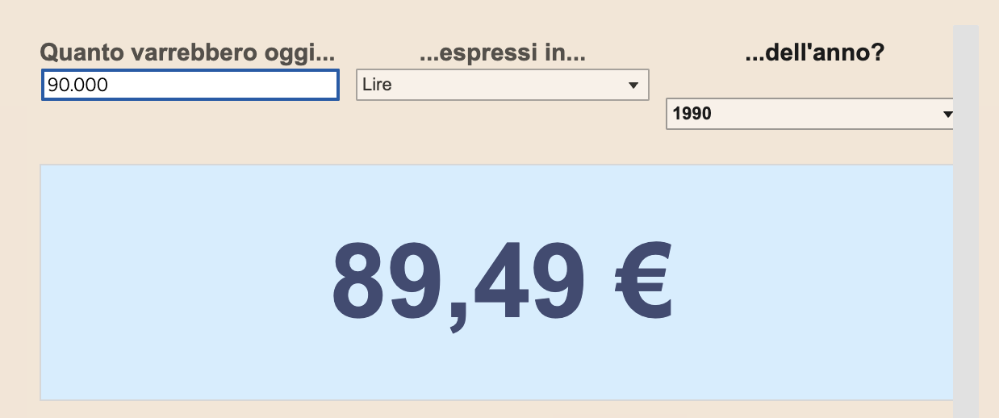 Quanto varrebbero oggi...
...espressi in...
...dell'anno?
90.000
Lire
1990
89,49 €